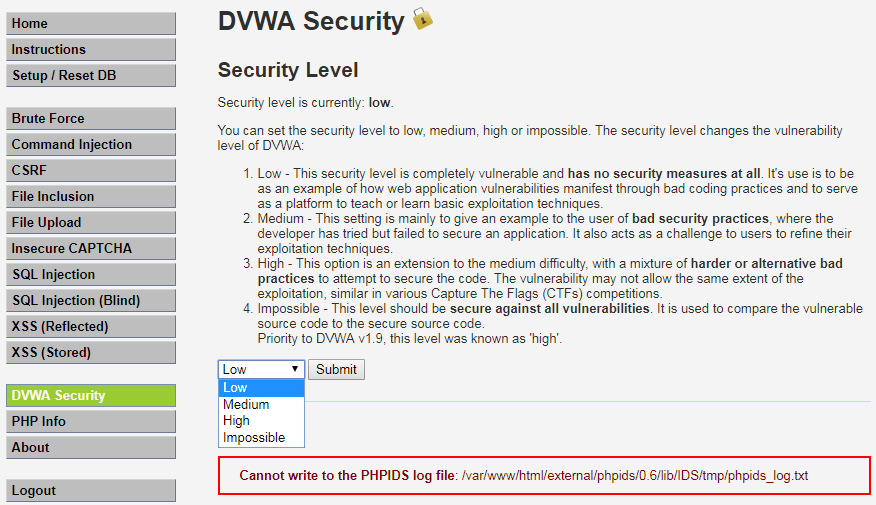 Home
Instructions
Setup / Reset DB
Brute Force
Command Injection
CSRF
File Inclusion
File Upload
Insecure CAPTCHA
SQL Injection
SQL Injection (Blind)
XSS (Reflected)
XSS (Stored)
DVWA Security
PHP Info
About
Logout
DVWA Security
Security Level
Security level is currently: low.
You can set the security level to low, medium, high or impossible. The security level changes the vulnerability
level of DVWA:
1. Low - This security level is completely vulnerable and has no security measures at all. It's use is to be
as an example of how web application vulnerabilities manifest through bad coding practices and to serve
as a platform to teach or learn basic exploitation techniques.
2. Medium - This setting is mainly to give an example to the user of bad security practices, where the
developer has tried but failed to secure an application. It also acts as a challenge to users to refine their
exploitation techniques.
3. High - This option is an extension to the medium difficulty, with a mixture of harder or alternative bad
practices to attempt to secure the code. The vulnerability may not allow the same extent of the
exploitation, similar in various Capture The Flags (CTFs) competitions.
4. Impossible - This level should be secure against all vulnerabilities. It is used to compare the vulnerable
source code to the secure source code.
Priority to DVWA v1.9, this level was known as 'high'.
Low Submit
Low
Medium
High
Impossible
Cannot write to the PHPIDS log file: /var/www/html/external/phpids/0.6/lib/IDS/tmp/phpids_log.txt